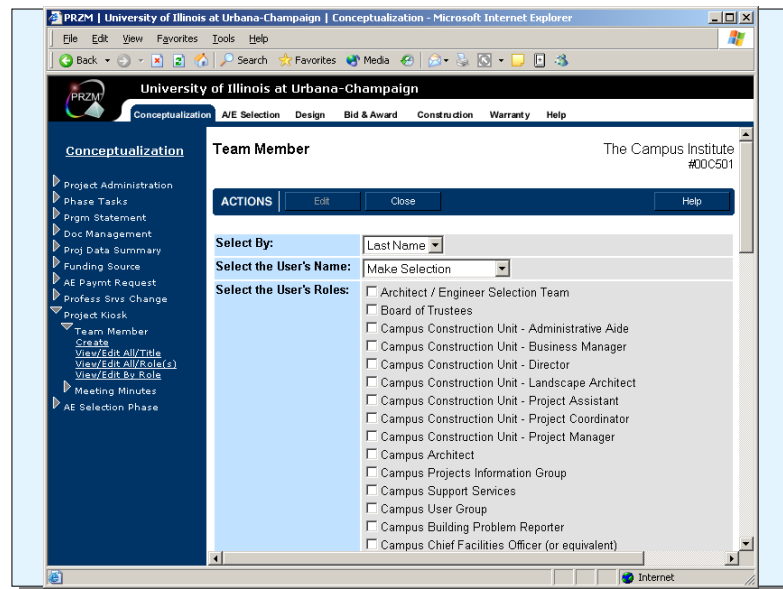 PRZM | University of Illinois at Urbana-Champaign | Conceptualization - Microsoft Internet Explorer
File Edit View Favorites Tools Help
Back Search Favorites Media
PRZM
University of Illinois at Urbana-Champaign
Conceptualization A/E Selection Design Bid & Award Construction Warranty Help
Conceptualization
Project Administration
Phase Tasks
Prgm Statement
Doc Management
Proj Data Summary
Funding Source
AE Paymt Request
Profess Srvs Change
Project Kiosk
Team Member
Create
View/Edit All/Title
View/Edit All/Role(s)
View/Edit By Role
Meeting Minutes
AE Selection Phase
Team Member
The Campus Institute
#00C501
ACTIONS Edit Close Help
Select By: Last Name
Select the User's Name: Make Selection
Select the User's Roles:
Architect / Engineer Selection Team
Board of Trustees
Campus Construction Unit - Administrative Aide
Campus Construction Unit - Business Manager
Campus Construction Unit - Director
Campus Construction Unit - Landscape Architect
Campus Construction Unit - Project Assistant
Campus Construction Unit - Project Coordinator
Campus Construction Unit - Project Manager
Campus Architect
Campus Projects Information Group
Campus Support Services
Campus User Group
Campus Building Problem Reporter
Campus Chief Facilities Officer (or equivalent)
Internet